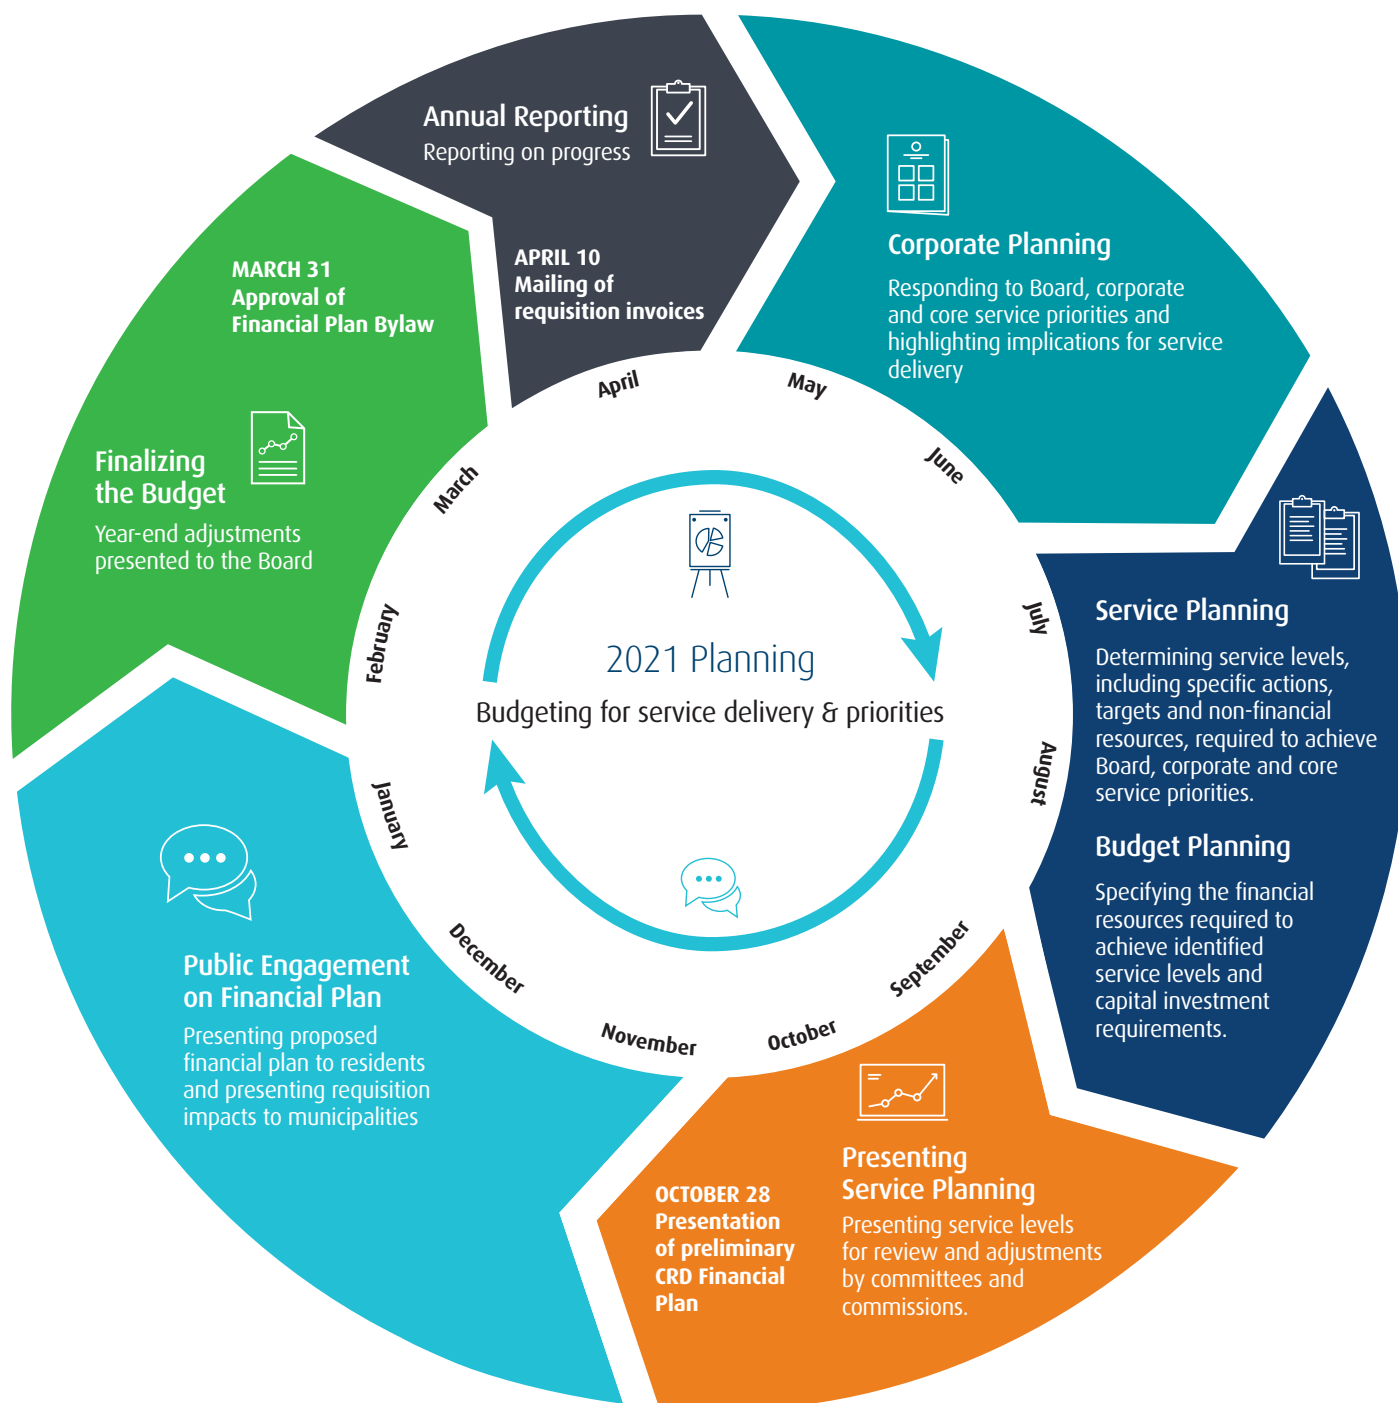 Annual Reporting
Reporting on progress
APRIL 10
Mailing of
requisition invoices
Corporate Planning
Responding to Board, corporate
and core service priorities and
highlighting implications for service
delivery
Service Planning
Determining service levels,
including specific actions,
targets and non-financial
resources, required to achieve
Board, corporate and core
service priorities.
Budget Planning
Specifying the financial
resources required to
achieve identified
service levels and
capital investment
requirements.
Presenting
Service Planning
Presenting service levels
for review and adjustments
by committees and
commissions.
OCTOBER 28
Presentation
of preliminary
CRD Financial
Plan
Public Engagement
on Financial Plan
Presenting proposed
financial plan to residents
and presenting requisition
impacts to municipalities
MARCH 31
Approval of
Financial Plan Bylaw
Finalizing
the Budget
Year-end adjustments
presented to the Board
April
May
June
July
August
September
October
November
December
January
February
March
2021 Planning
Budgeting for service delivery & priorities